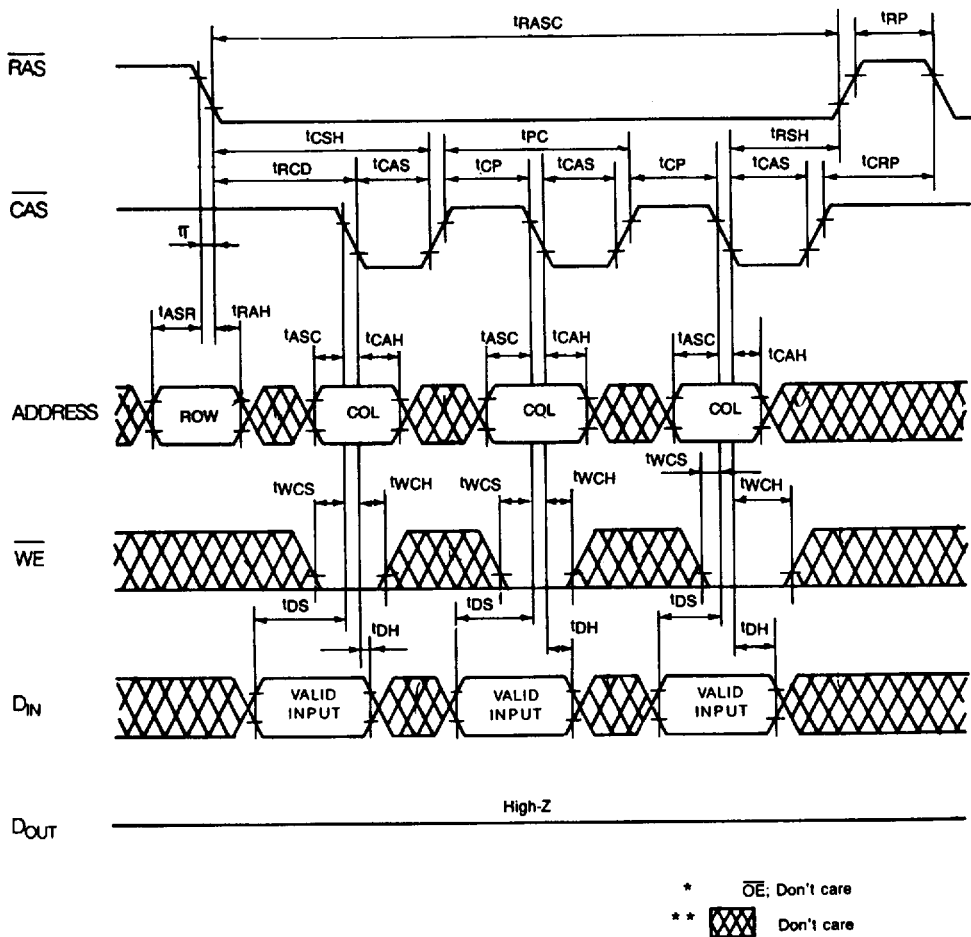 tRASC tRP
RAS
tCSH tPC tRSH
tRCD tCAS tCP tCAS tCP tCAS tCRP
CAS
tT
tASR tRAH tASC tCAH tASC tCAH tASC tCAH
ADDRESS ROW COL COL COL
tWCS tWCH tWCS tWCH tWCS tWCH
WE
tDS tDH tDS tDH tDS tDH
DIN VALID INPUT VALID INPUT VALID INPUT
High-Z
DOUT
* OE; Don't care
** Don't care